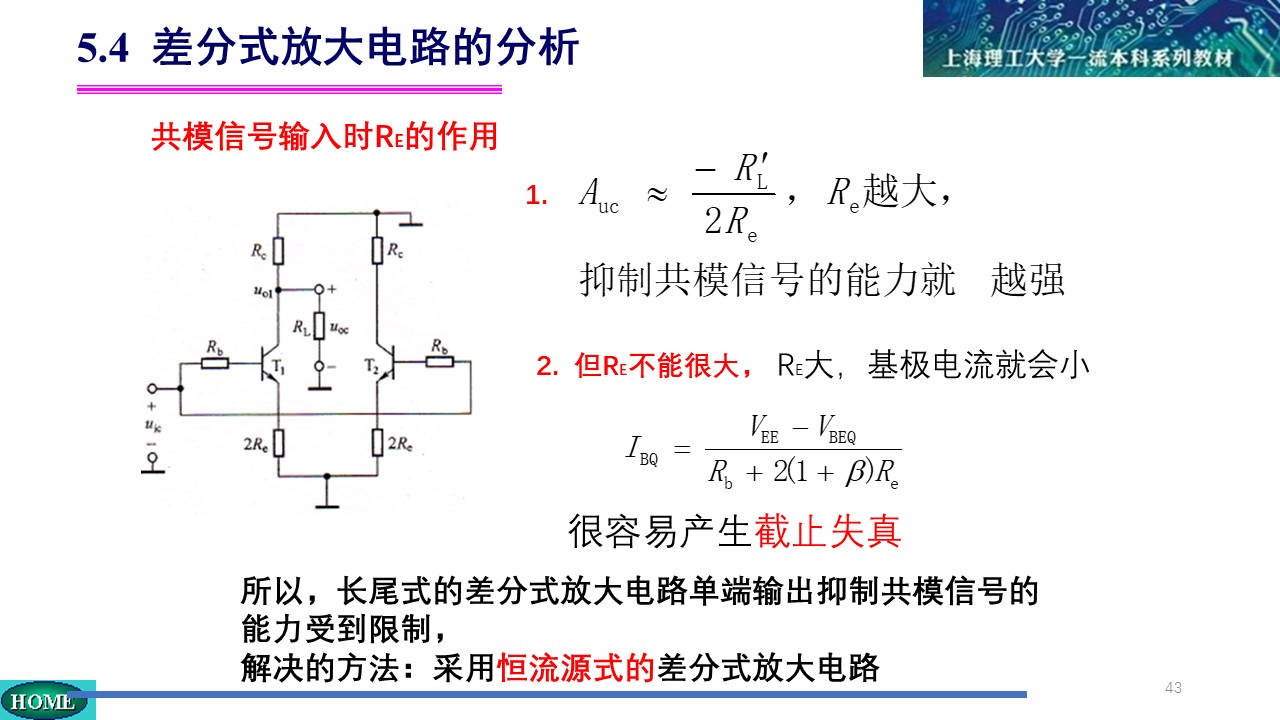 5.4 差分式放大电路的分析
上海理工大学一流本科系列教材
共模信号输入时RE的作用
1. Auc ≈ -R′L / 2Re ，Re越大，
抑制共模信号的能力就 越强
Rc
Rc
uo1
+
RL
uoc
−
Rb
T1
T2
Rb
+
uic
−
2Re
2Re
2. 但RE不能很大， RE大， 基极电流就会小
IBQ = (VEE − VBEQ) / (Rb + 2(1 + β)Re)
很容易产生截止失真
所以，长尾式的差分式放大电路单端输出抑制共模信号的
能力受到限制，
解决的方法：采用恒流源式的差分式放大电路
HOME
43